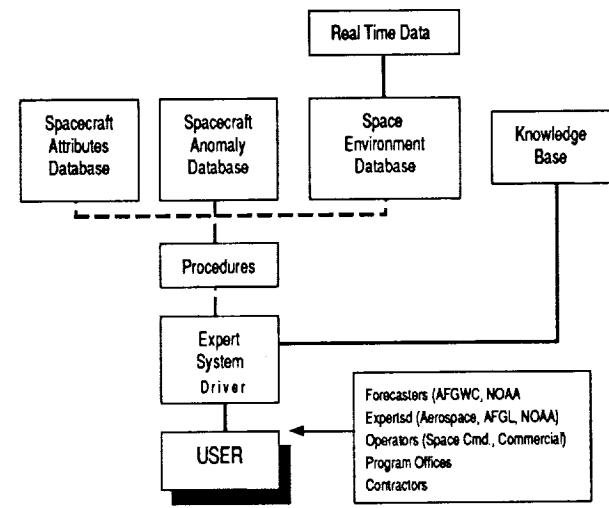 Real Time Data
Spacecraft
Attributes
Database
Spacecraft
Anomaly
Database
Space
Environment
Database
Knowledge
Base
Procedures
Expert
System
Driver
USER
Forecasters (AFGWC, NOAA
Expertsd (Aerospace, AFGL, NOAA)
Operators (Space Cmd., Commercial)
Program Offices
Contractors